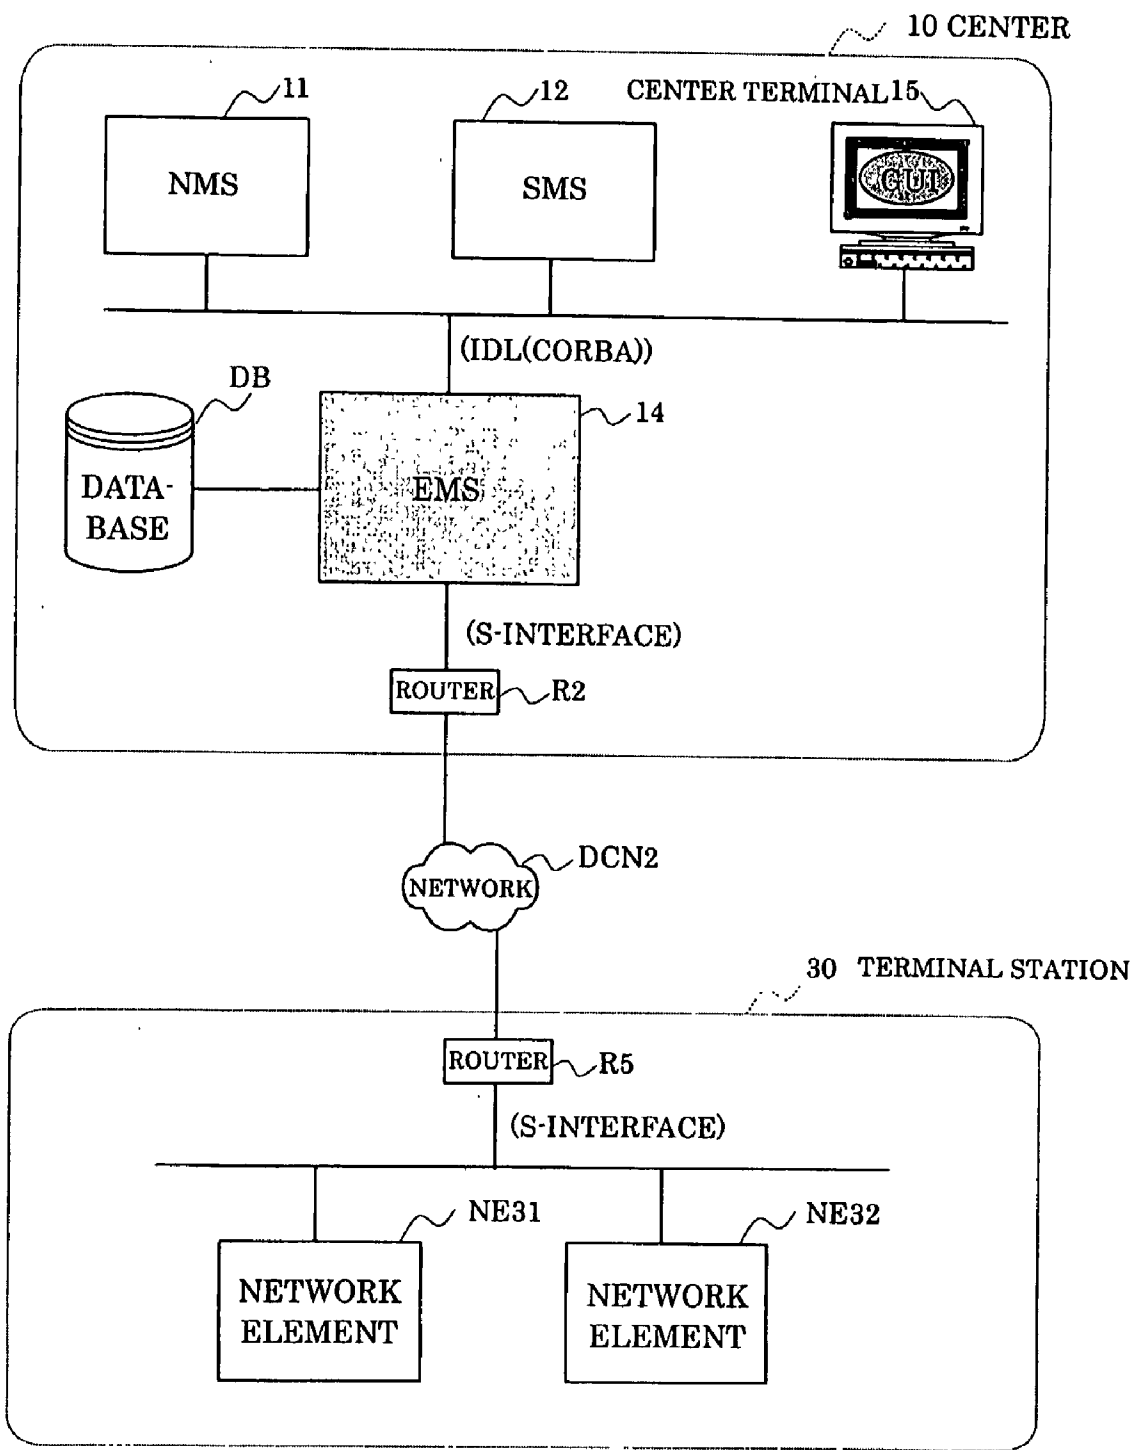 10 CENTER
11
12
CENTER TERMINAL15
NMS
SMS
GUI
(IDL(CORBA))
DB
14
DATA-
BASE
EMS
(S-INTERFACE)
ROUTER
R2
DCN2
NETWORK
30 TERMINAL STATION
ROUTER
R5
(S-INTERFACE)
NE31
NE32
NETWORK
ELEMENT
NETWORK
ELEMENT